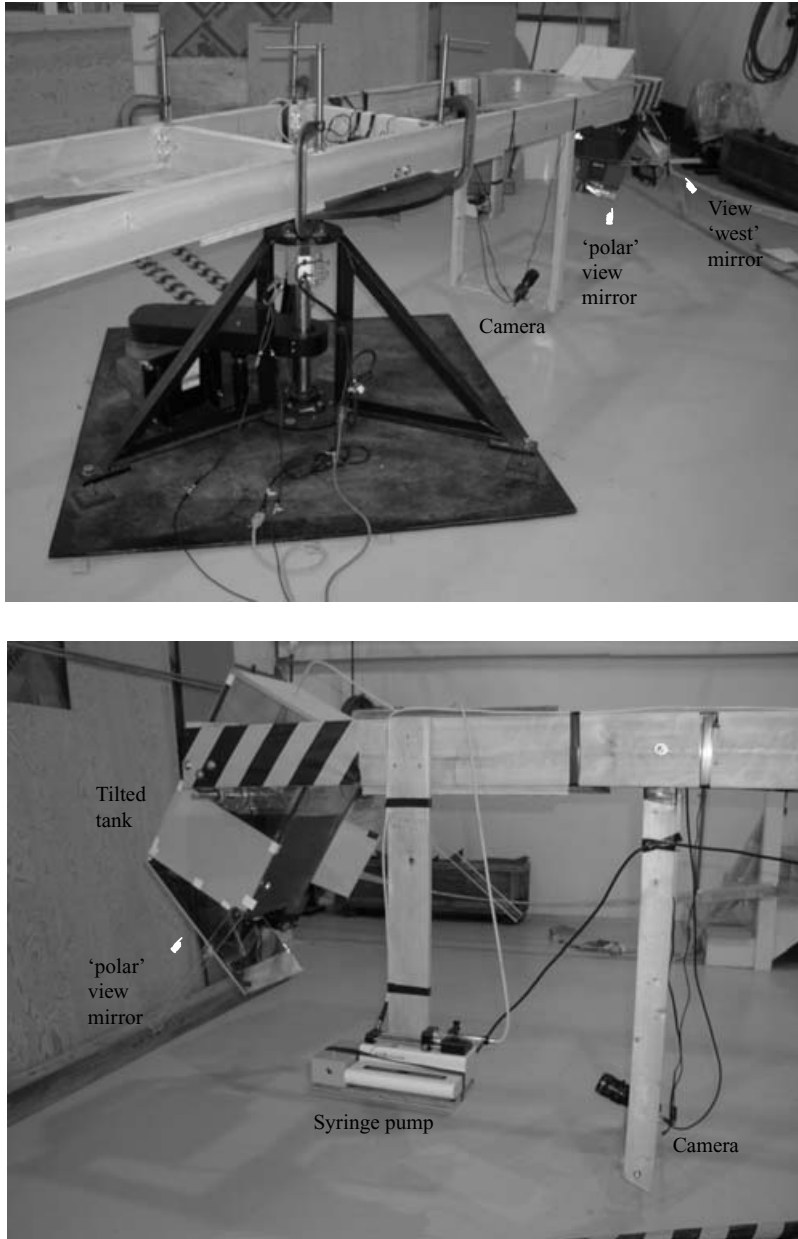 View
‘west’
mirror
‘polar’
view
mirror
Camera
Tilted
tank
‘polar’
view
mirror
Syringe pump
Camera